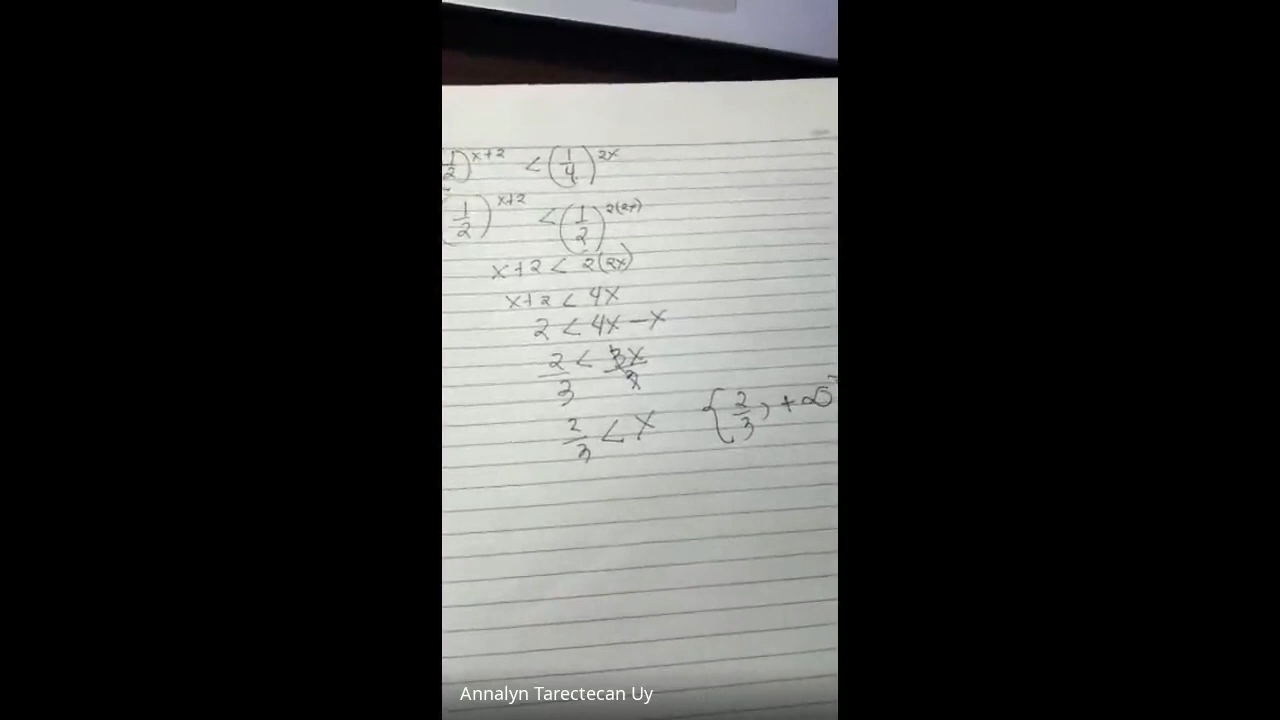 1/2)^(x+2) < (1/4)^(2x)
(1/2)^(x+2) < (1/2)^(2(2x))
x+2 < 2(2x)
x+2 < 4x
2 < 4x - x
2/3 < 3x/3
2/3 < x {2/3, +∞
Annalyn Tarectecan Uy